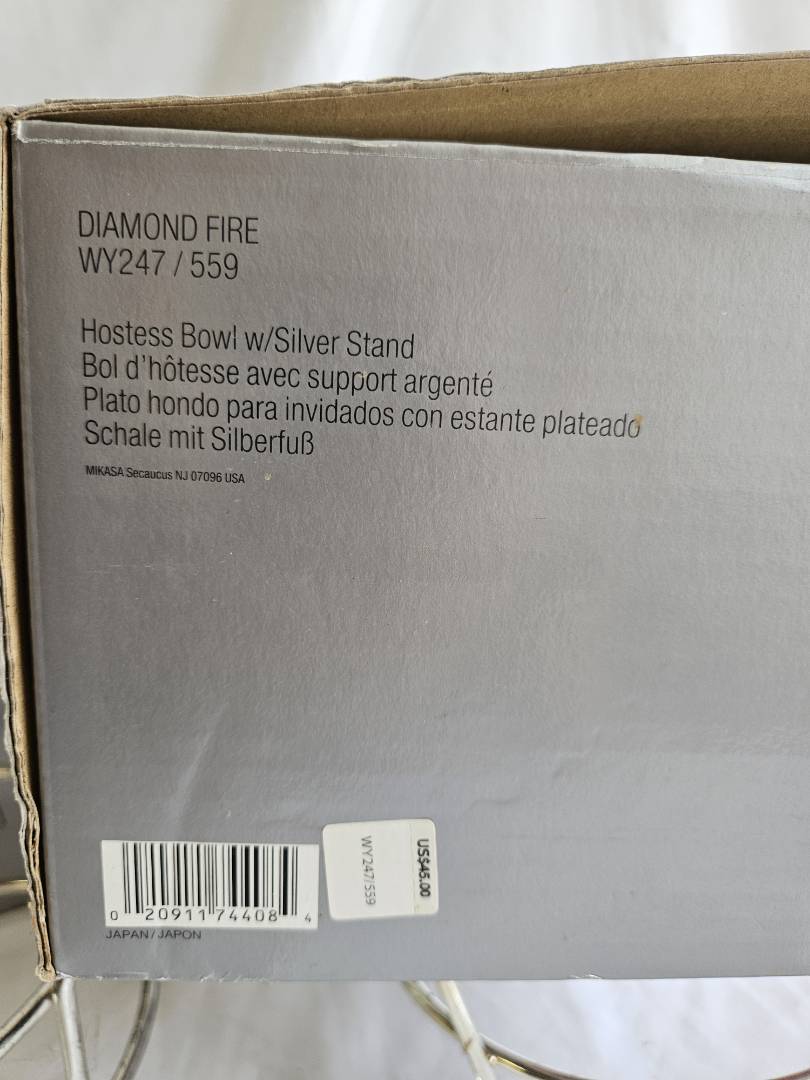 DIAMOND FIRE
WY247 / 559
Hostess Bowl w/Silver Stand
Bol d'hôtesse avec support argenté
Plato hondo para invidados con estante plateado
Schale mit Silberfuß
MIKASA Secaucus NJ 07096 USA
0 20911 74408 4
JAPAN / JAPON
US$45.00
WY247/559